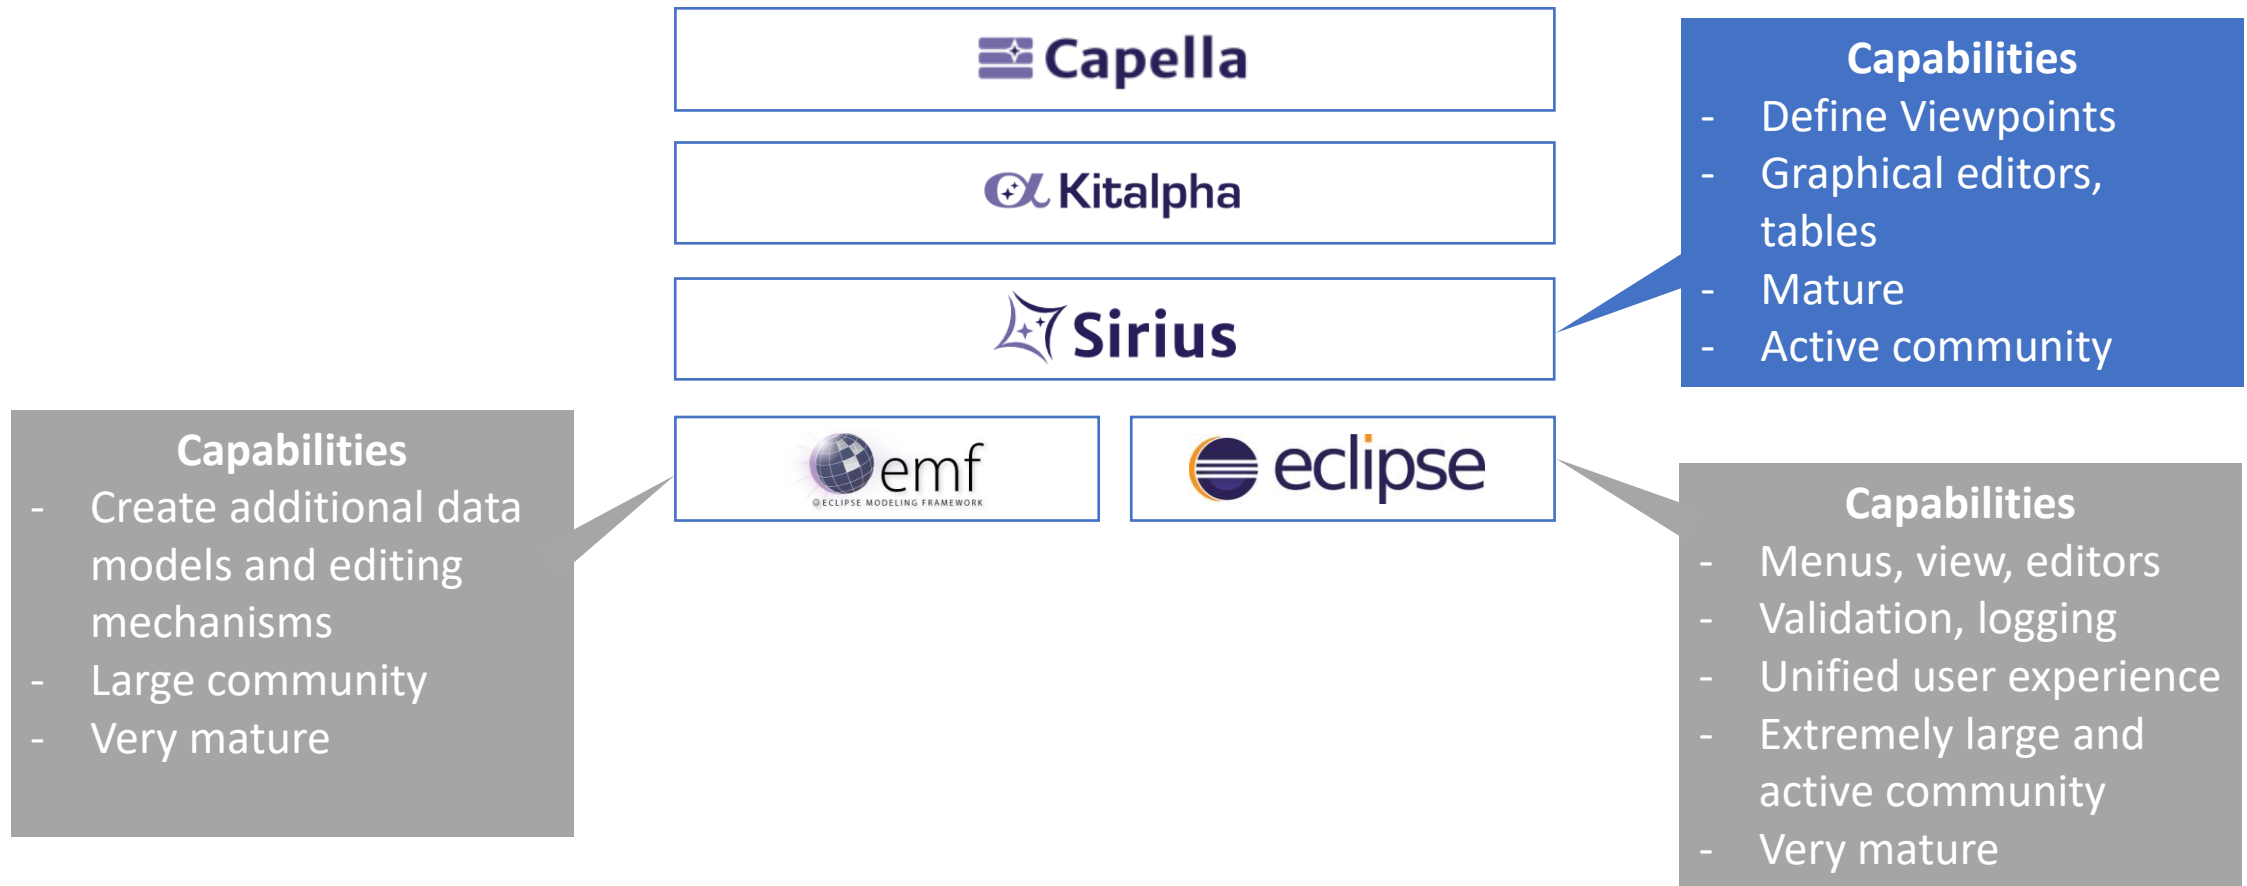 Capella
Kitalpha
Sirius
emf
ECLIPSE MODELING FRAMEWORK
eclipse
Capabilities
- Define Viewpoints
- Graphical editors,
tables
- Mature
- Active community
Capabilities
- Create additional data
models and editing
mechanisms
- Large community
- Very mature
Capabilities
- Menus, view, editors
- Validation, logging
- Unified user experience
- Extremely large and
active community
- Very mature